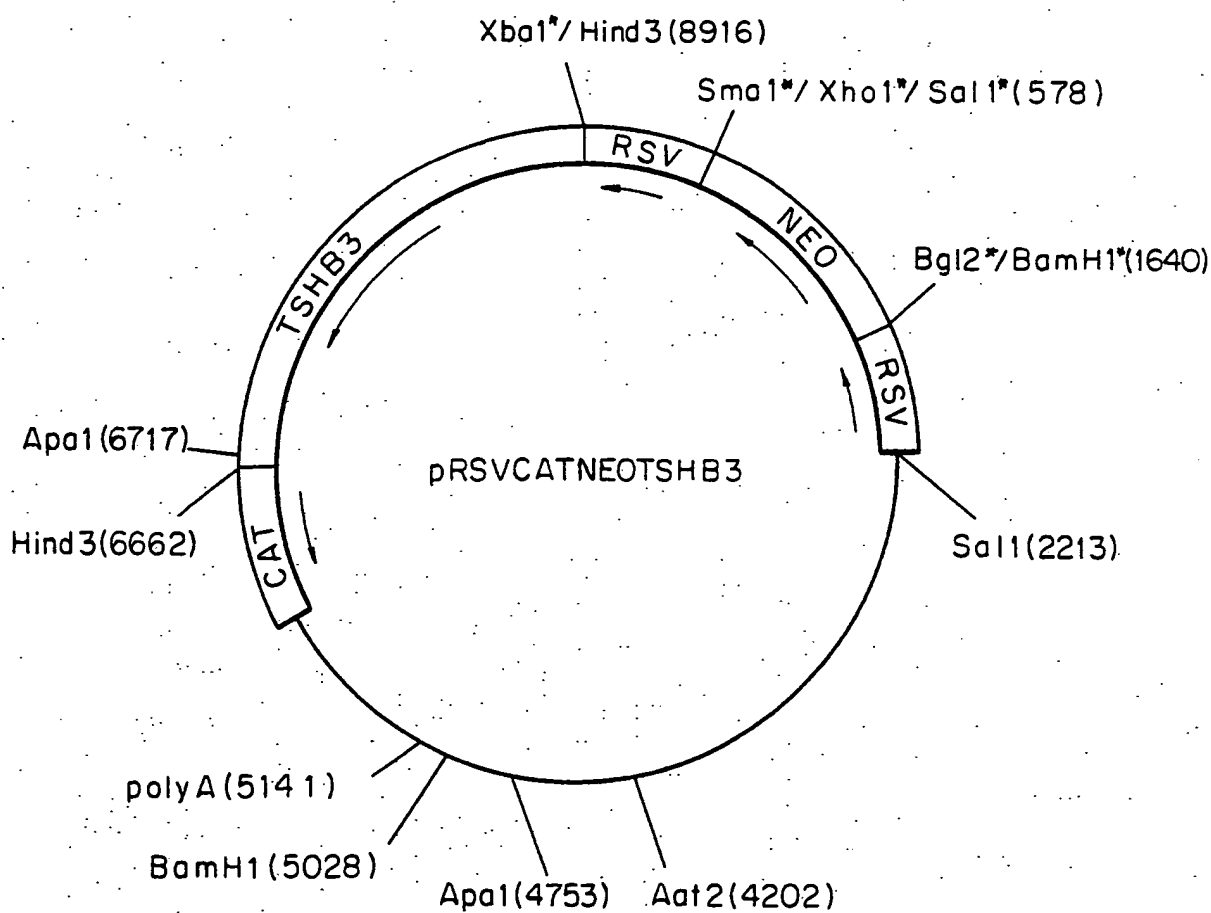 Xba1*/Hind3(8916)
Sma1*/Xho1*/Sal1*(578)
RSV
NEO
Bgl2*/BamH1*(1640)
RSV
TSHB3
Apa1(6717)
pRSVCATNEOTSHB3
Hind3(6662)
CAT
Sal1(2213)
polyA(5141)
BamH1(5028)
Apa1(4753)
Aat2(4202)